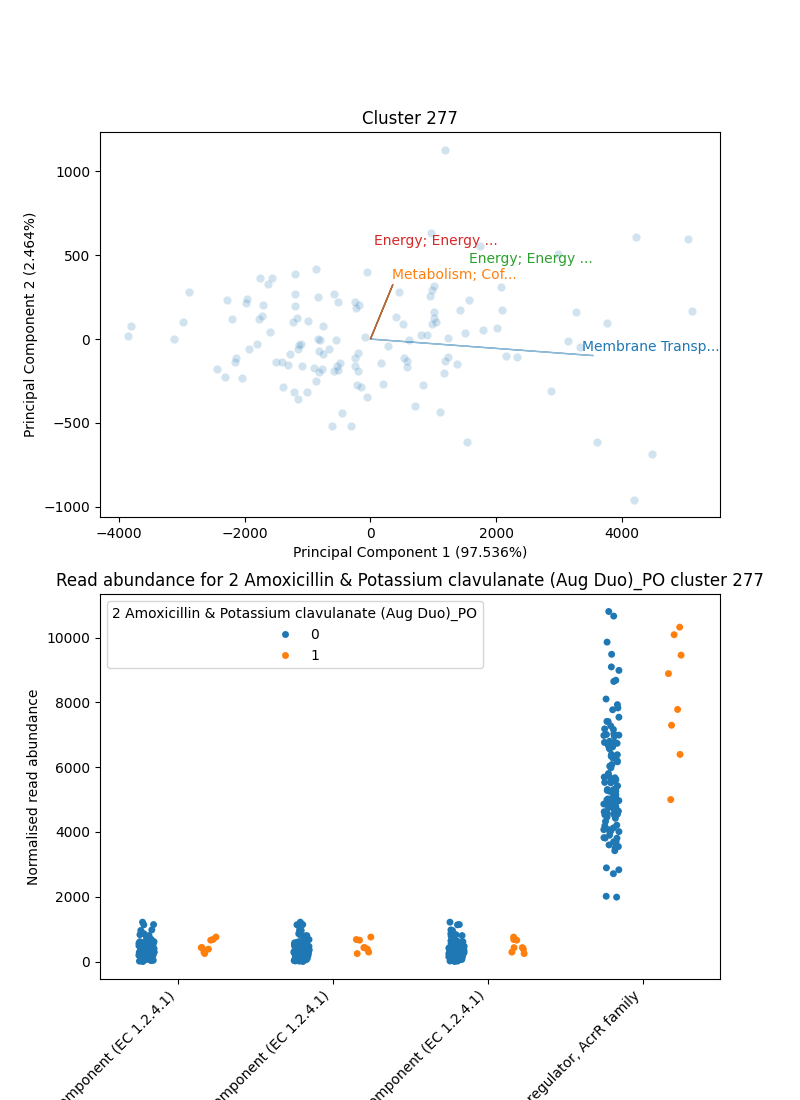 Cluster 277
1000
500
0
−500
−1000
Principal Component 2 (2.464%)
Energy; Energy ...
Energy; Energy ...
Metabolism; Cof...
Membrane Transp...
−4000
−2000
0
2000
4000
Principal Component 1 (97.536%)
Read abundance for 2 Amoxicillin & Potassium clavulanate (Aug Duo)_PO cluster 277
10000
8000
6000
4000
2000
0
Normalised read abundance
2 Amoxicillin & Potassium clavulanate (Aug Duo)_PO
0
1
omponent (EC 1.2.4.1)
omponent (EC 1.2.4.1)
omponent (EC 1.2.4.1)
regulator, AcrR family